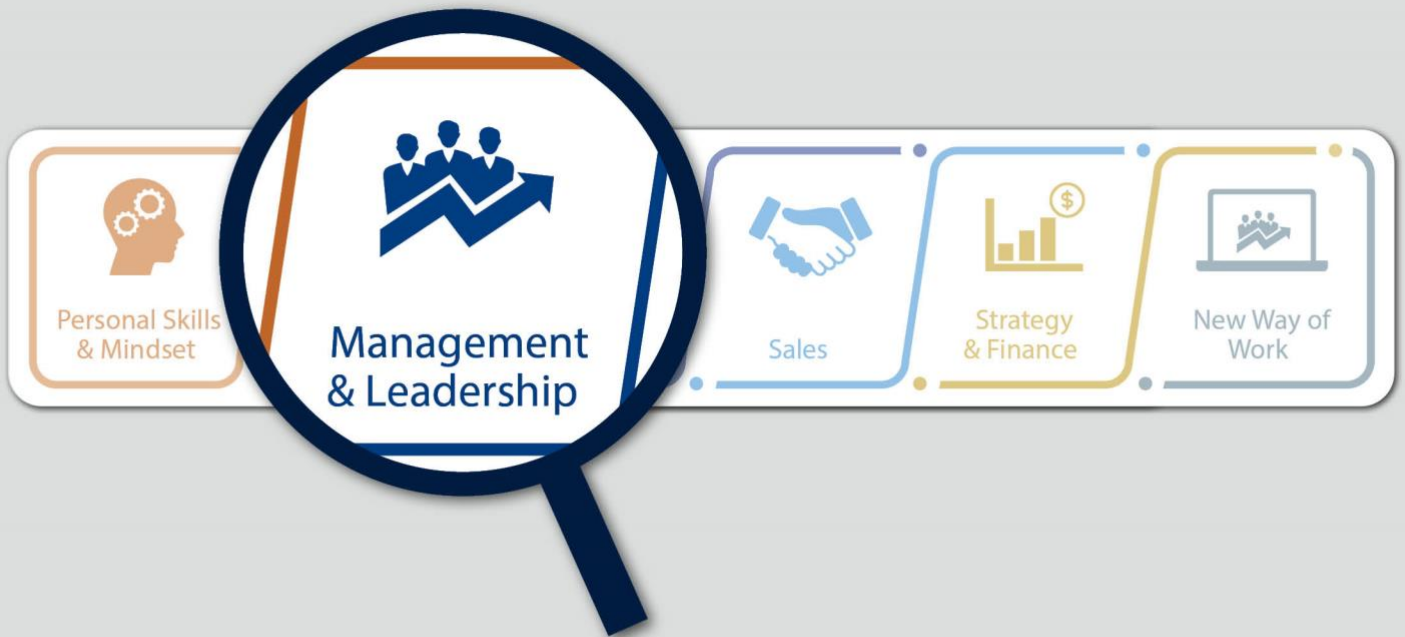 Personal Skills
& Mindset
Management
& Leadership
Sales
$
Strategy
& Finance
New Way of
Work